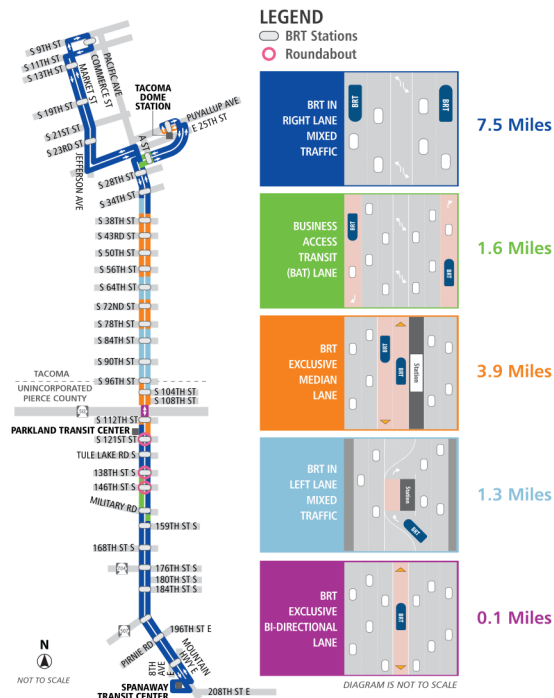 LEGEND
BRT Stations
Roundabout
BRT IN
RIGHT LANE
MIXED
TRAFFIC
BRT
BRT
7.5 Miles
BUSINESS
ACCESS
TRANSIT
(BAT) LANE
BRT
BRT
1.6 Miles
BRT
EXCLUSIVE
MEDIAN
LANE
BRT
BRT
Station
3.9 Miles
BRT IN
LEFT LANE
MIXED
TRAFFIC
Station
BRT
1.3 Miles
BRT
EXCLUSIVE
BI-DIRECTIONAL
LANE
BRT
0.1 Miles
DIAGRAM IS NOT TO SCALE
S 9TH ST
S 11TH ST
S 13TH ST
MARKET ST
COMMERCE ST
PACIFIC AVE
TACOMA
DOME
STATION
PUYALLUP AVE
E 25TH ST
A ST
S 19TH ST
S 21ST ST
S 23RD ST
JEFFERSON AVE
S 28TH ST
S 34TH ST
S 38TH ST
S 43RD ST
S 50TH ST
S 56TH ST
S 64TH ST
S 72ND ST
S 78TH ST
S 84TH ST
S 90TH ST
S 96TH ST
TACOMA
UNINCORPORATED
PIERCE COUNTY
S 104TH ST
S 108TH ST
512
S 112TH ST
PARKLAND TRANSIT CENTER
S 121ST ST
TULE LAKE RD S
138TH ST S
146TH ST S
MILITARY RD
159TH ST S
168TH ST S
704
176TH ST S
180TH ST S
184TH ST S
507
196TH ST E
PIRNIE RD
8TH AVE E
MOUNTAIN
HWY E
SPANAWAY
TRANSIT CENTER
208TH ST E
N
NOT TO SCALE